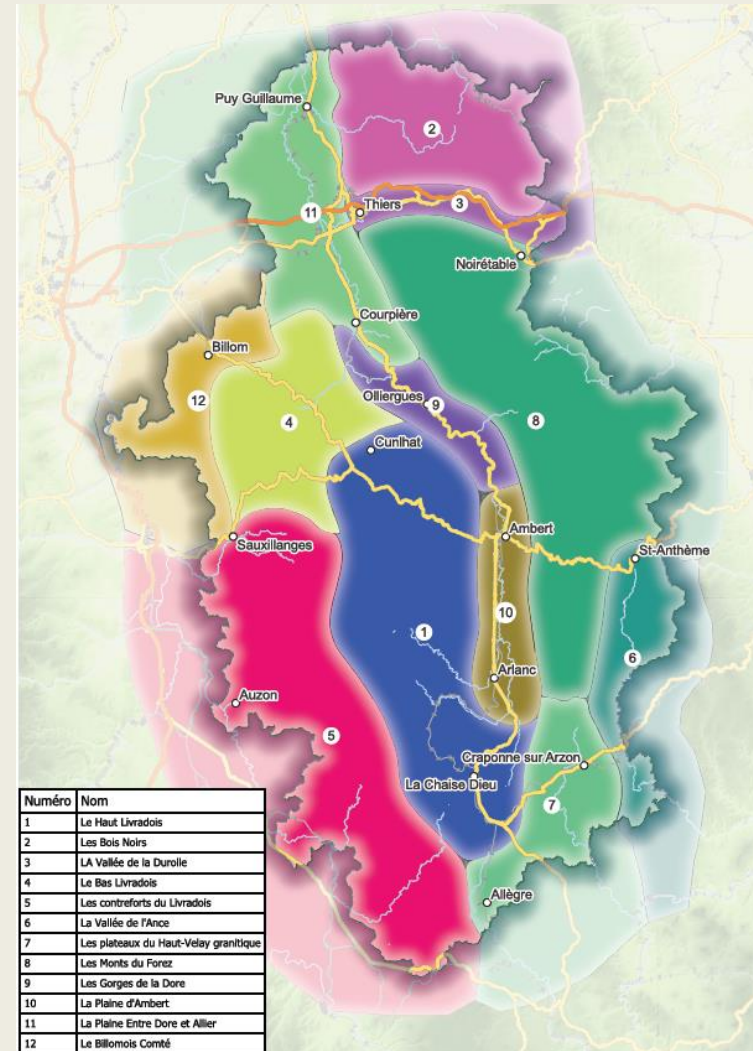 Puy Guillaume
2
Thiers
3
11
Noirétable
Courpière
Billom
12
Olliergues
9
4
8
Cunlhat
Ambert
Sauxillanges
St-Anthème
10
1
6
Arlanc
Auzon
5
Craponne sur Arzon
La Chaise Dieu
7
Allègre
Numéro Nom
1 Le Haut Livradois
2 Les Bois Noirs
3 LA Vallée de la Durolle
4 Le Bas Livradois
5 Les contreforts du Livradois
6 La Vallée de l'Ance
7 Les plateaux du Haut-Velay granitique
8 Les Monts du Forez
9 Les Gorges de la Dore
10 La Plaine d'Ambert
11 La Plaine Entre Dore et Allier
12 Le Billomois Comté